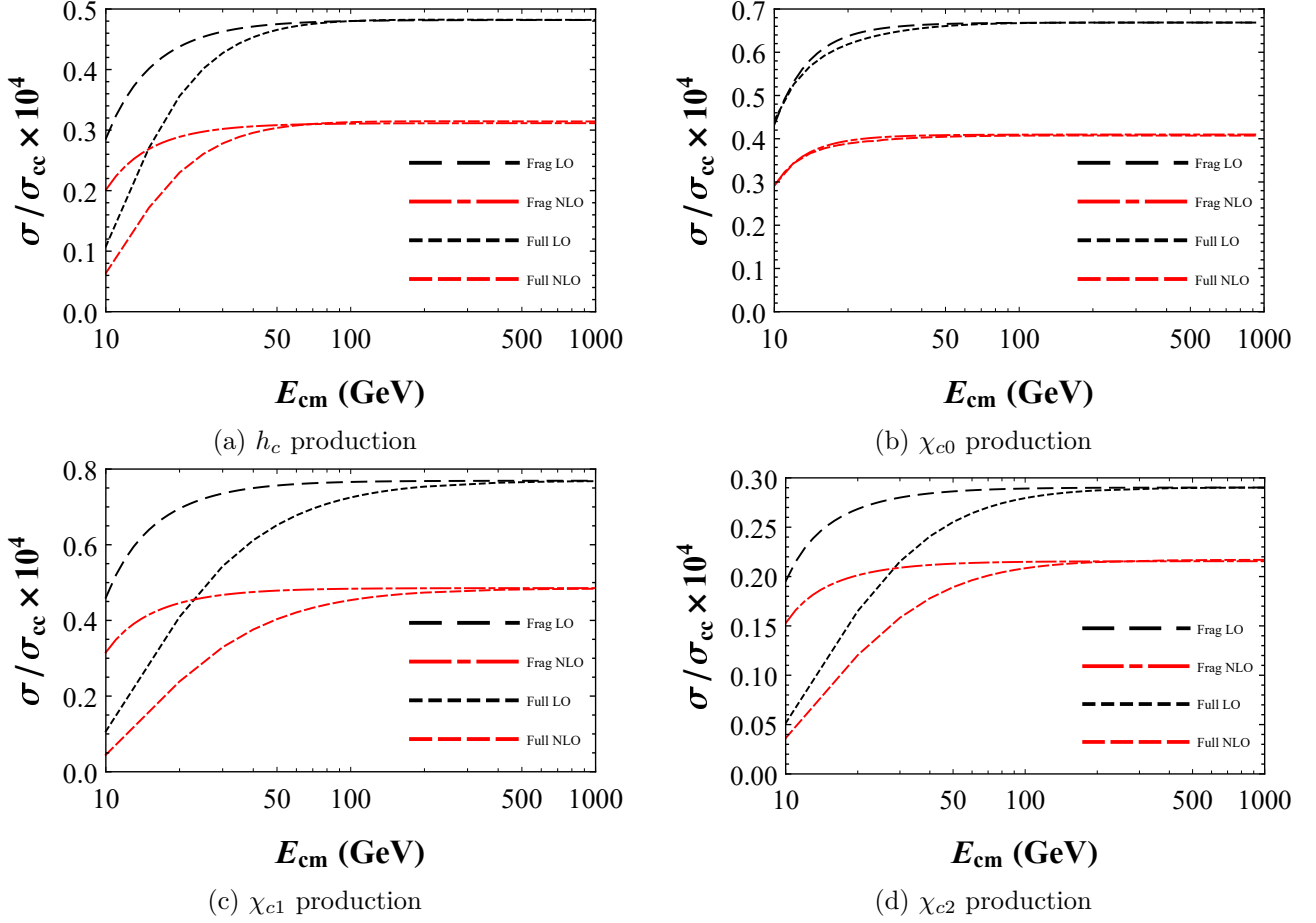 σ/σcc × 10⁴
0.5
0.4
0.3
0.2
0.1
0.0
Frag LO
Frag NLO
Full LO
Full NLO
10 50 100 500 1000
Ecm (GeV)
(a) hc production
σ/σcc × 10⁴
0.7
0.6
0.5
0.4
0.3
0.2
0.1
0.0
Frag LO
Frag NLO
Full LO
Full NLO
10 50 100 500 1000
Ecm (GeV)
(b) χc0 production
σ/σcc × 10⁴
0.8
0.6
0.4
0.2
0.0
Frag LO
Frag NLO
Full LO
Full NLO
10 50 100 500 1000
Ecm (GeV)
(c) χc1 production
σ/σcc × 10⁴
0.30
0.25
0.20
0.15
0.10
0.05
0.00
Frag LO
Frag NLO
Full LO
Full NLO
10 50 100 500 1000
Ecm (GeV)
(d) χc2 production